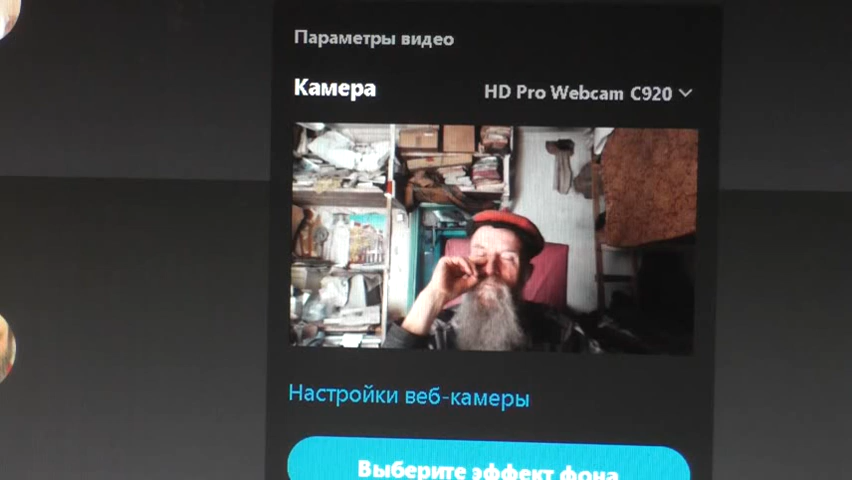 Параметры видео
Камера HD Pro Webcam C920
Настройки веб-камеры
Выберите эффект фона